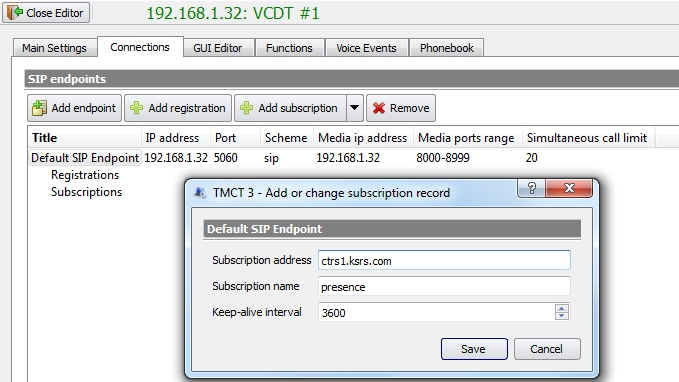 Close Editor 192.168.1.32: VCDT #1
Main Settings Connections GUI Editor Functions Voice Events Phonebook
SIP endpoints
Add endpoint Add registration Add subscription Remove
Title IP address Port Scheme Media ip address Media ports range Simultaneous call limit
Default SIP Endpoint 192.168.1.32 5060 sip 192.168.1.32 8000-8999 20
Registrations
Subscriptions
TMCT 3 - Add or change subscription record ?
Default SIP Endpoint
Subscription address ctrs1.ksrs.com
Subscription name presence
Keep-alive interval 3600
Save Cancel